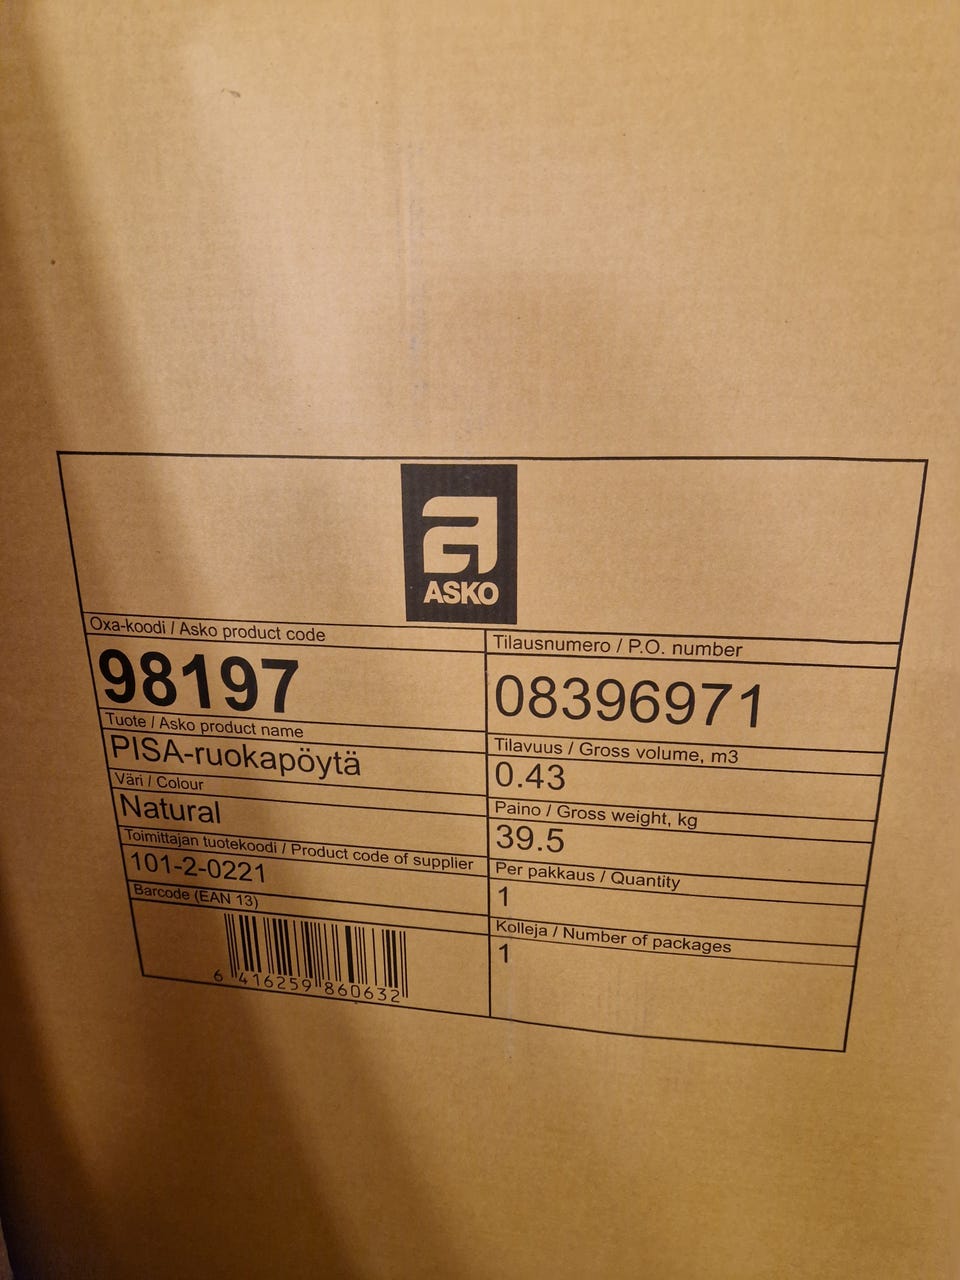 ASKO
Oxa-koodi / Asko product code
98197
Tuote / Asko product name
PISA-ruokapöytä
Väri / Colour
Natural
Toimittajan tuotekoodi / Product code of supplier
101-2-0221
Barcode (EAN 13)
6 416259 860632
Tilausnumero / P.O. number
08396971
Tilavuus / Gross volume, m3
0.43
Paino / Gross weight, kg
39.5
Per pakkaus / Quantity
1
Kolleja / Number of packages
1